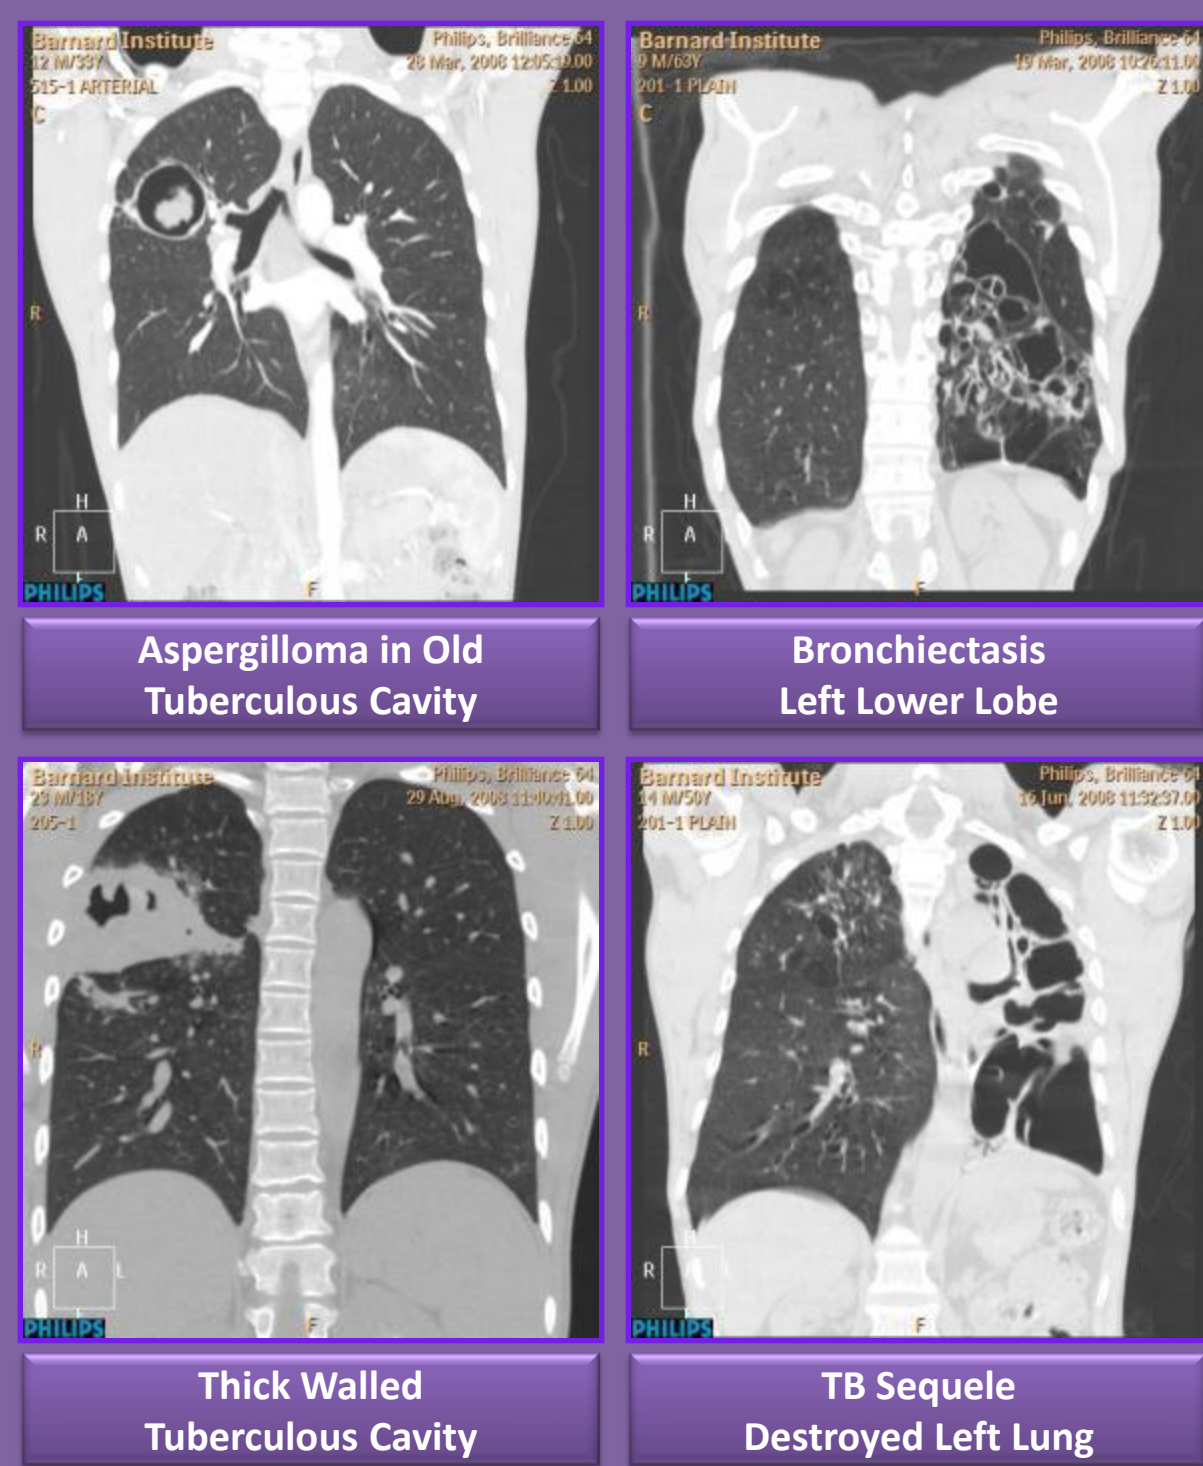 Barnard Institute
12 M/33Y
515-1 ARTERIAL
C
Philips, Brilliance 64
28 Mar, 2008 12:05:19.00
Z 1.00
R
H
R A
F
PHILIPS
Aspergilloma in Old
Tuberculous Cavity
Barnard Institute
9 M/63Y
201-1 PLAIN
C
Philips, Brilliance 64
19 Mar, 2008 10:26:11.00
Z 1.00
R
H
R A
F
PHILIPS
Bronchiectasis
Left Lower Lobe
Barnard Institute
23 M/18Y
205-1
Philips, Brilliance 64
29 Aug, 2008 11:40:41.00
Z 1.00
R
H
R A L
F
PHILIPS
Thick Walled
Tuberculous Cavity
Barnard Institute
14 M/50Y
201-1 PLAIN
Philips, Brilliance 64
16 Jun, 2008 11:32:37.00
Z 1.00
R
H
R
F
PHILIPS
TB Sequele
Destroyed Left Lung